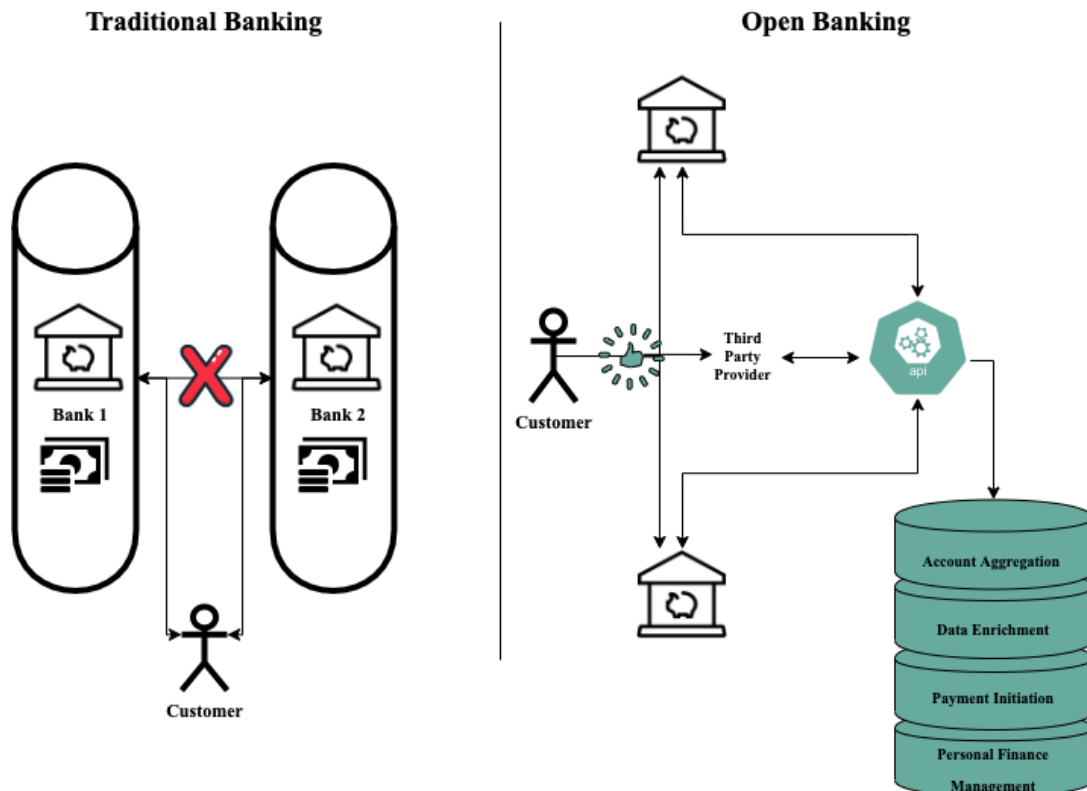 Traditional Banking
Open Banking
Bank 1
Bank 2
Customer
Customer
Third
Party
Provider
api
Account Aggregation
Data Enrichment
Payment Initiation
Personal Finance
Management